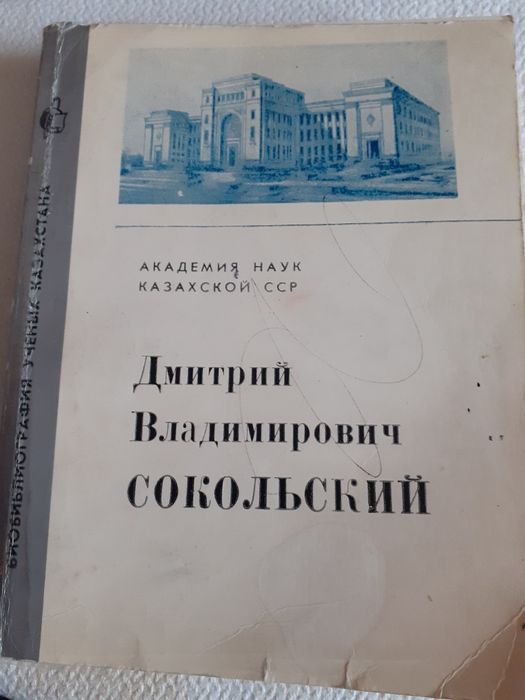 АКАДЕМИЯ НАУК
КАЗАХСКОЙ ССР
Дмитрий
Владимирович
СОКОЛЬСКИЙ
БИОБИБЛИОГРАФИЯ УЧЕНЫХ КАЗАХСТАНА